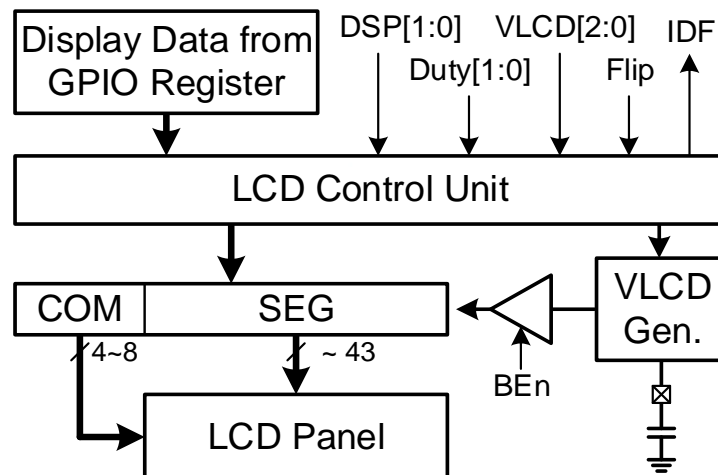 Display Data from
GPIO Register
DSP[1:0]
VLCD[2:0]
IDF
Duty[1:0]
Flip
LCD Control Unit
COM
SEG
VLCD
Gen.
4~8
~ 43
BEn
LCD Panel